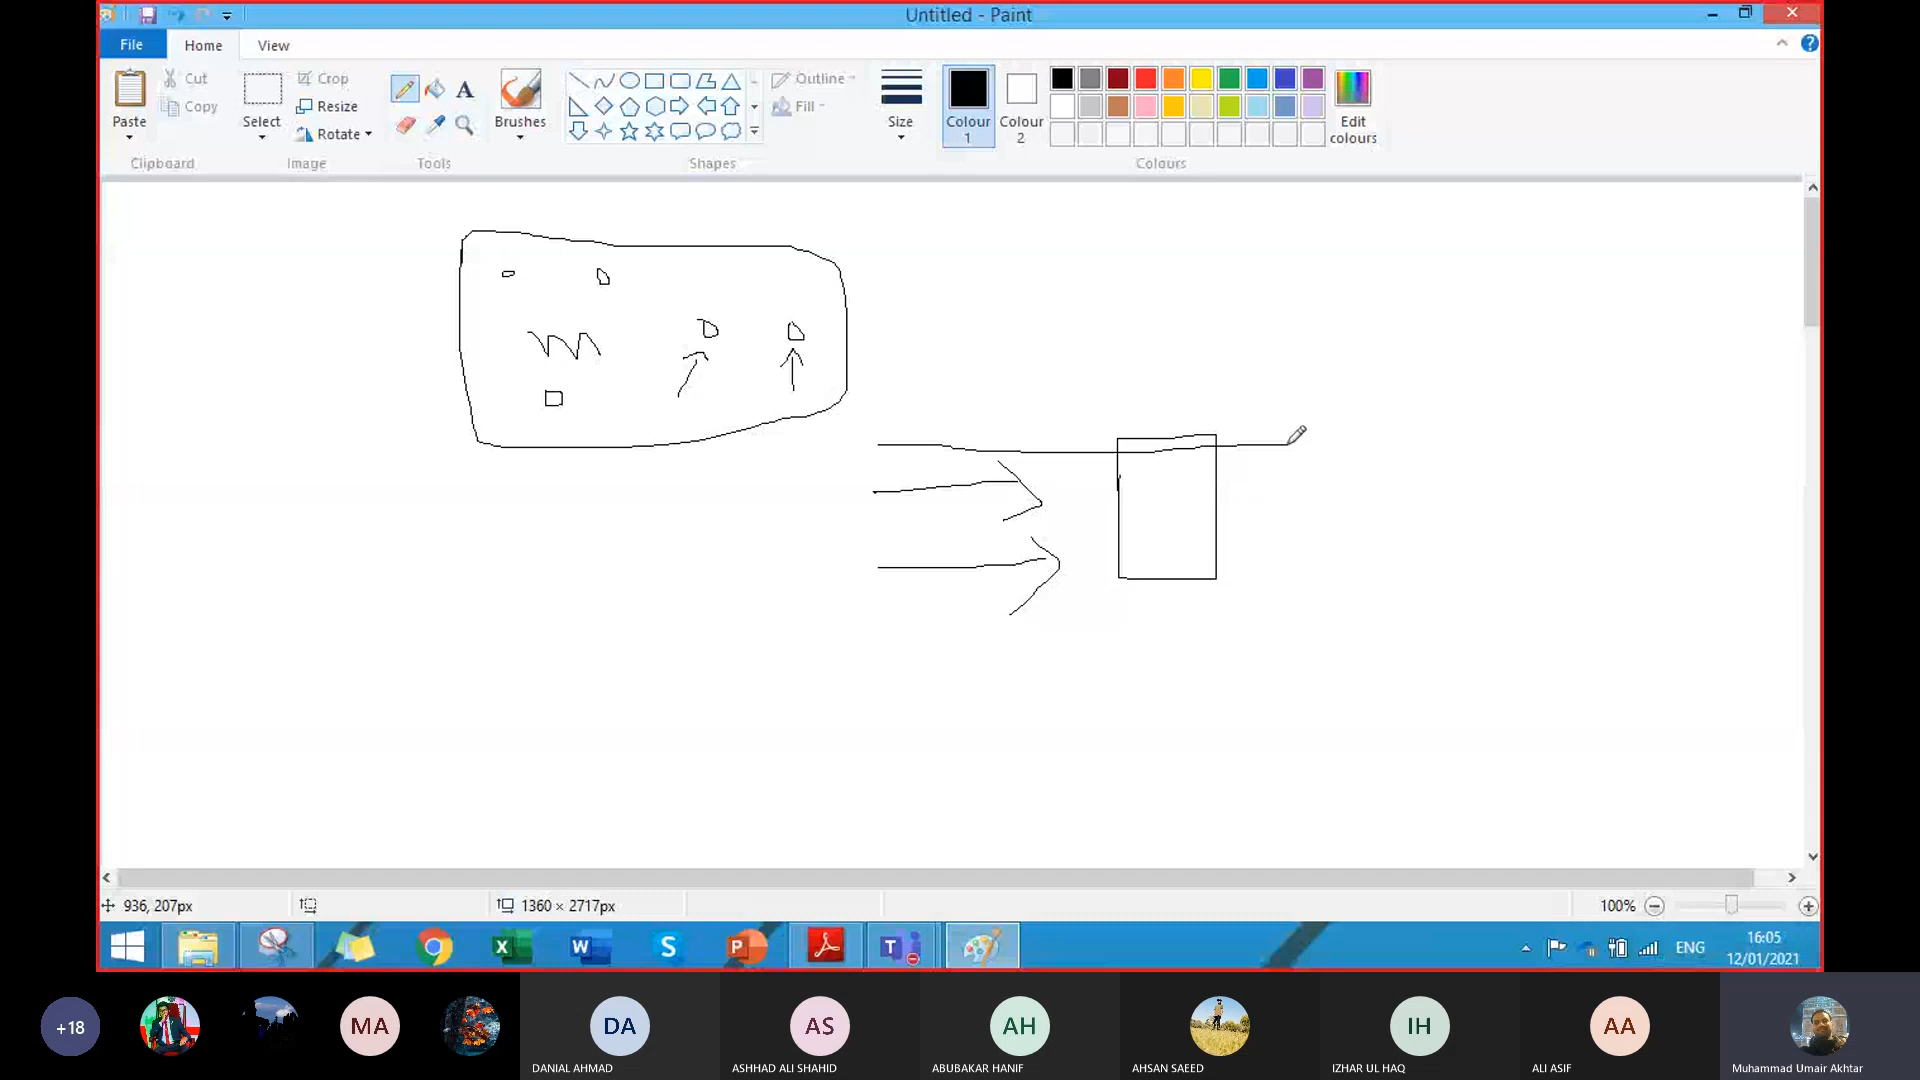 Untitled - Paint
File Home View
Paste Cut Copy Select Crop Resize Rotate A Brushes Outline Fill Size Colour 1 Colour 2 Edit colours
Clipboard Image Tools Shapes Colours
936, 207px 1360 × 2717px 100%
X W S P T ENG 16:05
12/01/2021
+18 MA DA AS AH IH AA
DANIAL AHMAD ASHHAD ALI SHAHID ABUBAKAR HANIF AHSAN SAEED IZHAR UL HAQ ALI ASIF Muhammad Umair Akhtar